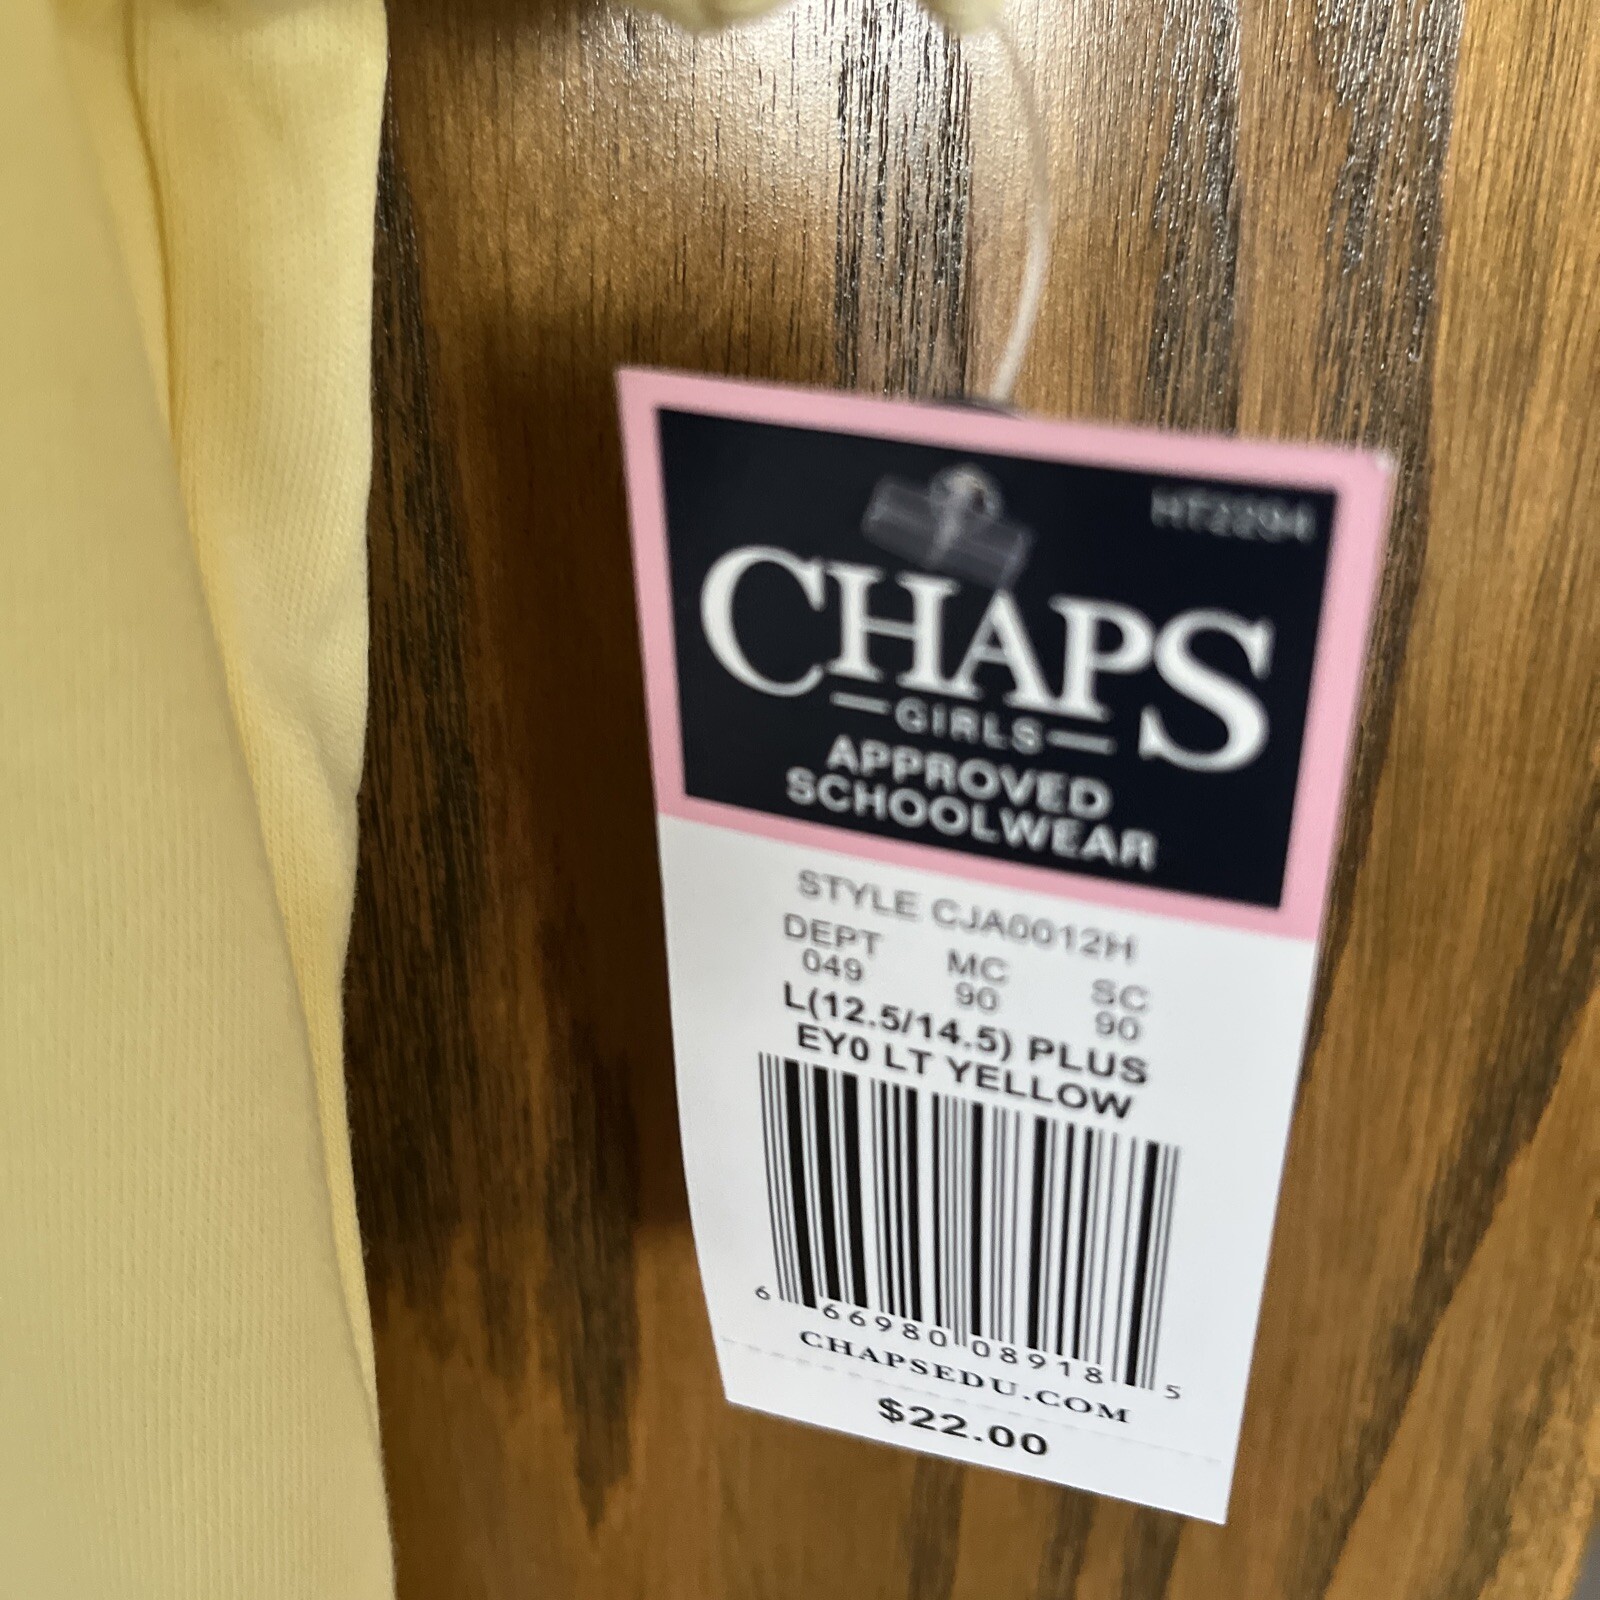 HT2294
CHAPS
GIRLS
APPROVED
SCHOOLWEAR
STYLE CJA0012H
DEPT MC SC
049 90 90
L(12.5/14.5) PLUS
EY0 LT YELLOW
6 66980 08918 5
CHAPSEDU.COM
$22.00